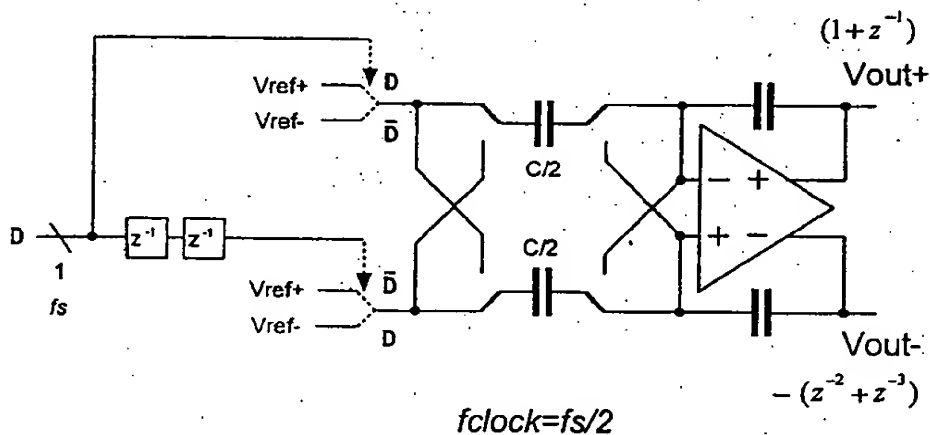 (1+z⁻¹)
Vout+
Vref+
D
Vref-
D̄
C/2
− +
D
z⁻¹
z⁻¹
1
fs
C/2
+ −
Vref+
D̄
Vref-
D
Vout-
− (z⁻² + z⁻³)
fclock=fs/2